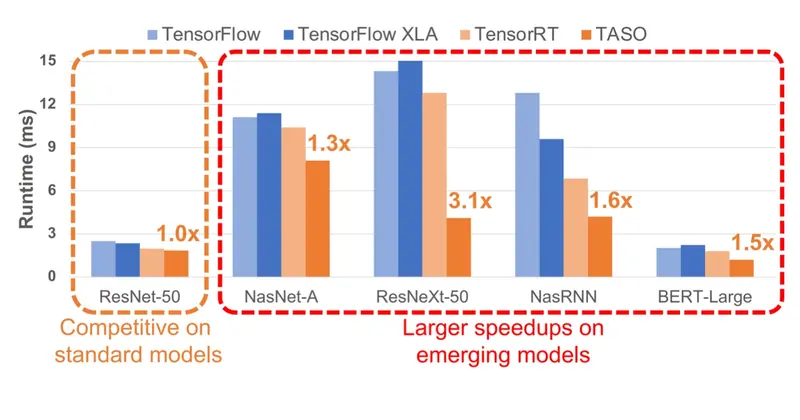 TensorFlow TensorFlow XLA TensorRT TASO
Runtime (ms)
15
12
9
6
3
0
1.0x
1.3x
3.1x
1.6x
1.5x
ResNet-50 NasNet-A ResNeXt-50 NasRNN BERT-Large
Competitive on
standard models
Larger speedups on
emerging models